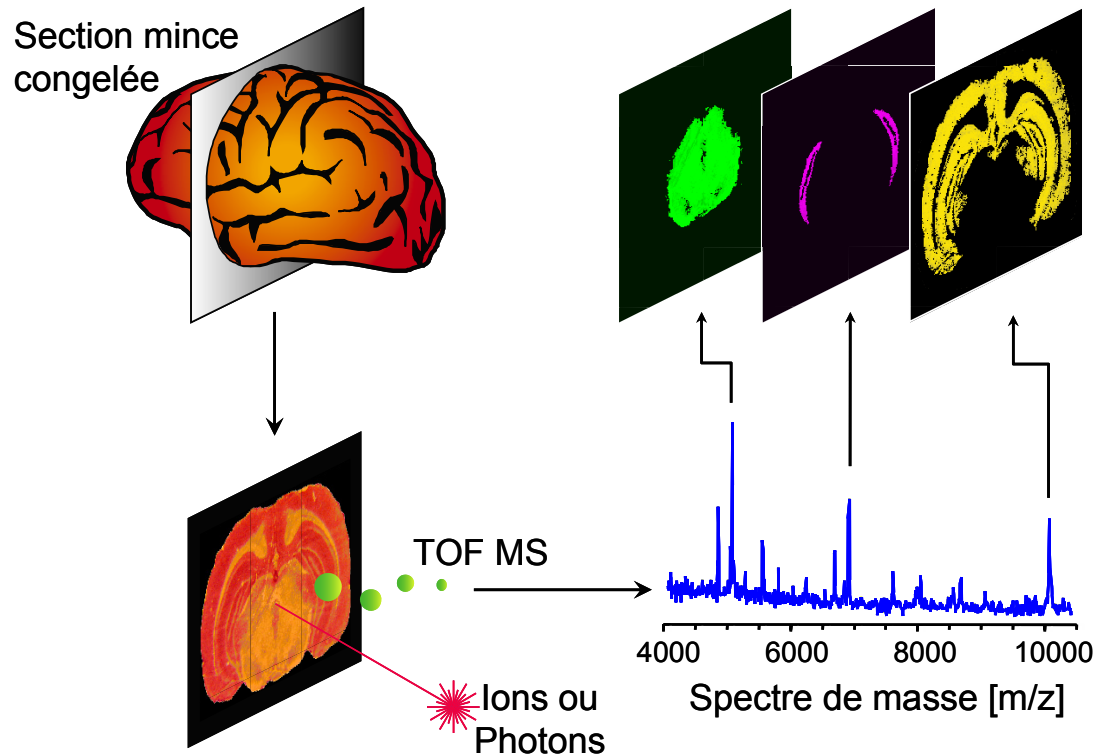 Section mince
congelée
TOF MS
Ions ou
Photons
4000 6000 8000 10000
Spectre de masse [m/z]